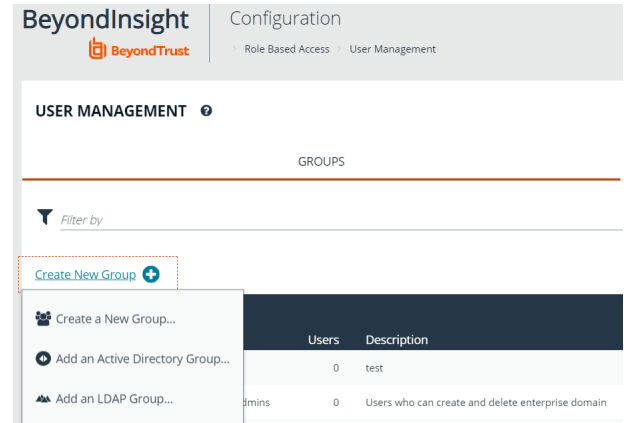 BeyondInsight
BeyondTrust
Configuration
Role Based Access
User Management
USER MANAGEMENT
GROUPS
Filter by
Create New Group
Create a New Group...
Add an Active Directory Group...
Add an LDAP Group...
Users Description
0 test
0 Users who can create and delete enterprise domain